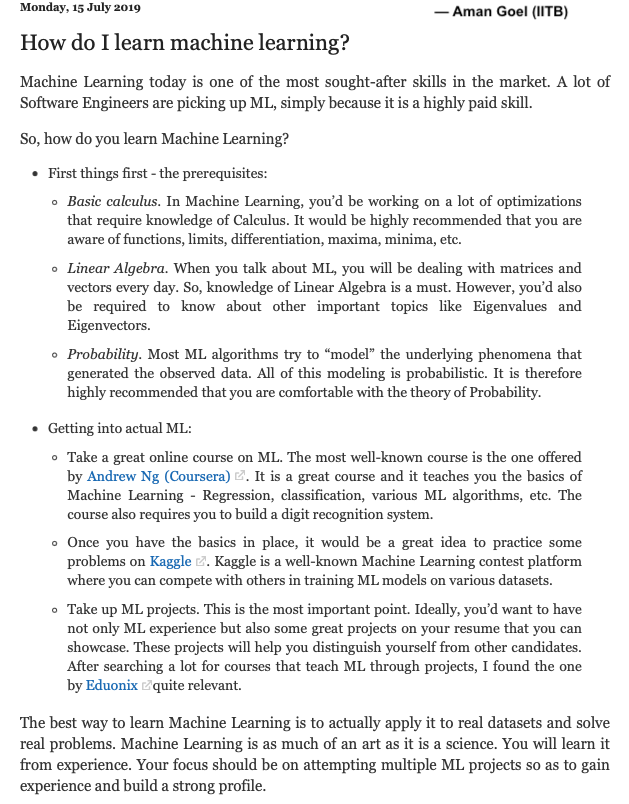 Monday, 15 July 2019
— Aman Goel (IITB)
How do I learn machine learning?
Machine Learning today is one of the most sought-after skills in the market. A lot of
Software Engineers are picking up ML, simply because it is a highly paid skill.
So, how do you learn Machine Learning?
• First things first - the prerequisites:
◦ Basic calculus. In Machine Learning, you’d be working on a lot of optimizations
that require knowledge of Calculus. It would be highly recommended that you are
aware of functions, limits, differentiation, maxima, minima, etc.
◦ Linear Algebra. When you talk about ML, you will be dealing with matrices and
vectors every day. So, knowledge of Linear Algebra is a must. However, you’d also
be required to know about other important topics like Eigenvalues and
Eigenvectors.
◦ Probability. Most ML algorithms try to “model” the underlying phenomena that
generated the observed data. All of this modeling is probabilistic. It is therefore
highly recommended that you are comfortable with the theory of Probability.
• Getting into actual ML:
◦ Take a great online course on ML. The most well-known course is the one offered
by Andrew Ng (Coursera). It is a great course and it teaches you the basics of
Machine Learning - Regression, classification, various ML algorithms, etc. The
course also requires you to build a digit recognition system.
◦ Once you have the basics in place, it would be a great idea to practice some
problems on Kaggle. Kaggle is a well-known Machine Learning contest platform
where you can compete with others in training ML models on various datasets.
◦ Take up ML projects. This is the most important point. Ideally, you’d want to have
not only ML experience but also some great projects on your resume that you can
showcase. These projects will help you distinguish yourself from other candidates.
After searching a lot for courses that teach ML through projects, I found the one
by Eduonix quite relevant.
The best way to learn Machine Learning is to actually apply it to real datasets and solve
real problems. Machine Learning is as much of an art as it is a science. You will learn it
from experience. Your focus should be on attempting multiple ML projects so as to gain
experience and build a strong profile.